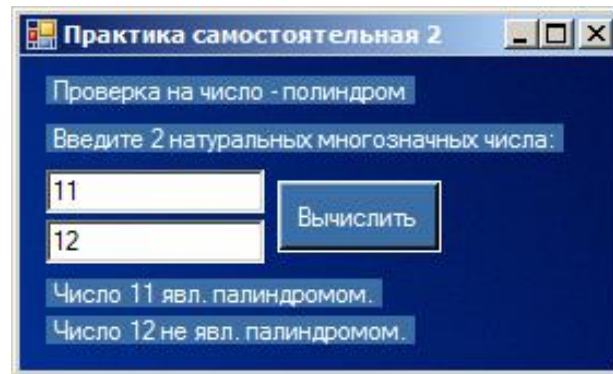 Практика самостоятельная 2
Проверка на число - полиндром
Введите 2 натуральных многозначных числа:
11
Вычислить
12
Число 11 явл. палиндромом.
Число 12 не явл. палиндромом.